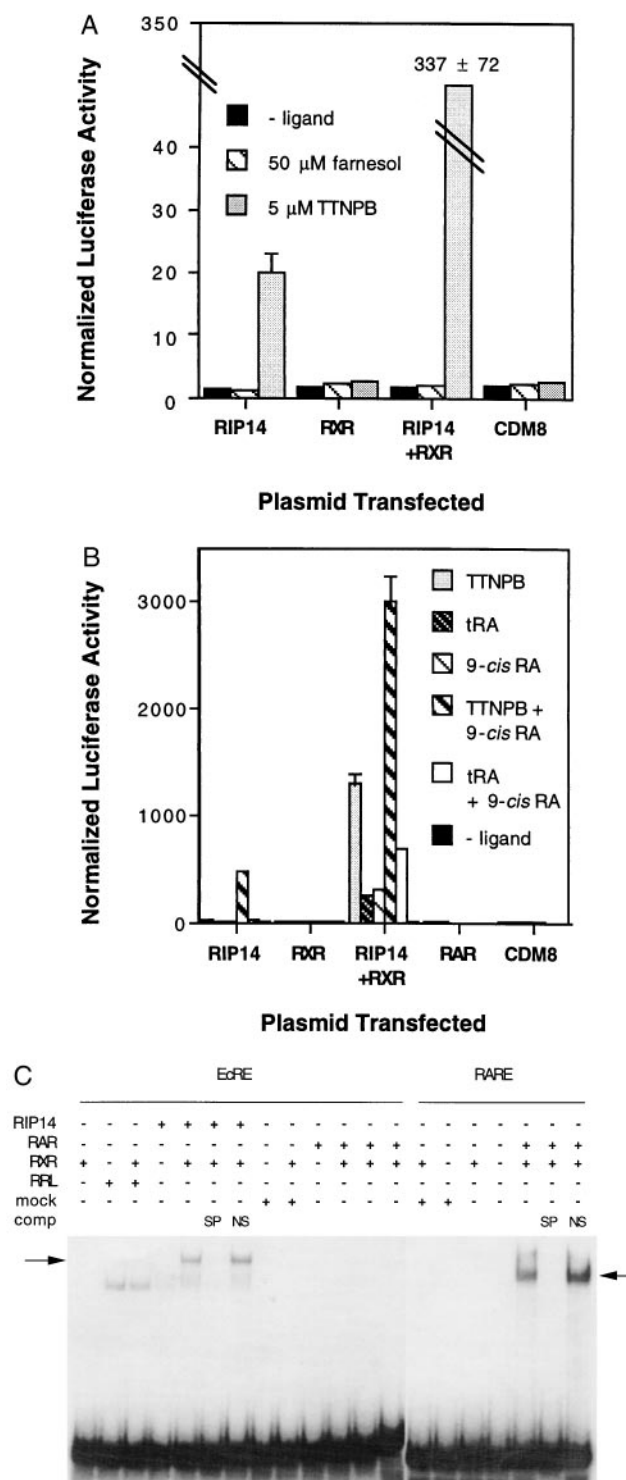 A
Normalized Luciferase Activity
350
40
30
20
10
0
337 ± 72
- ligand
50 μM farnesol
5 μM TTNPB
RIP14
RXR
RIP14
+RXR
CDM8
Plasmid Transfected
B
Normalized Luciferase Activity
3000
2000
1000
0
TTNPB
tRA
9-cis RA
TTNPB +
9-cis RA
tRA
+ 9-cis RA
- ligand
RIP14
RXR
RIP14
+RXR
RAR
CDM8
Plasmid Transfected
C
EcRE RARE
RIP14 - - - + + + + - - - - - - - - - - - - -
RAR - - - - - - - - - + + + + - - - - + + +
RXR + - + - + + + - + - + + + + - + - + + +
RRL - + + - - - - - - - - - - - - - - - - -
mock - - - - - - - + + - - - - + + - - - - -
comp SP NS SP NS